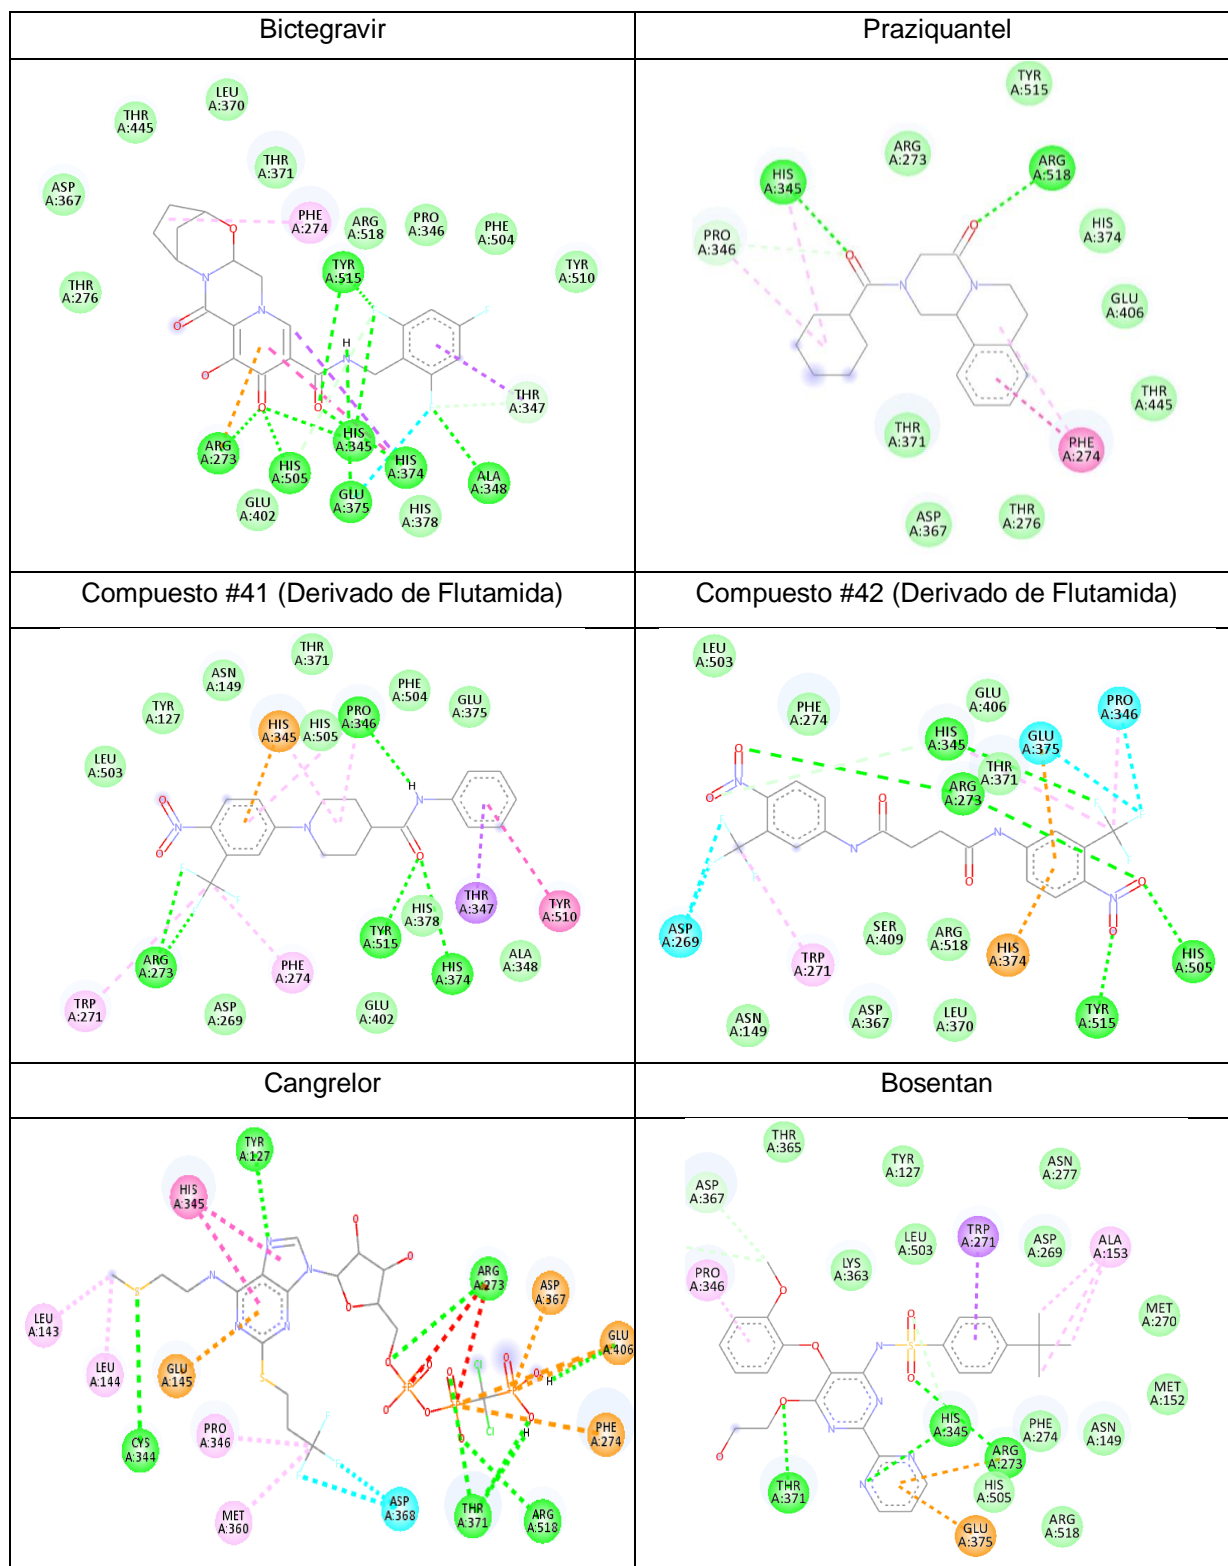 Bictegravir
Praziquantel
LEU
A:370
THR
A:445
THR
A:371
ASP
A:367
PHE
A:274
ARG
A:518
PRO
A:346
PHE
A:504
TYR
A:515
TYR
A:510
THR
A:276
O
N
N
O
H
N
F
F
F
HO
O
O
THR
A:347
ARG
A:273
HIS
A:505
HIS
A:345
HIS
A:374
GLU
A:375
ALA
A:348
GLU
A:402
HIS
A:378
TYR
A:515
ARG
A:273
ARG
A:518
HIS
A:345
PRO
A:346
HIS
A:374
O
O
N
N
GLU
A:406
THR
A:445
THR
A:371
PHE
A:274
ASP
A:367
THR
A:276
Compuesto #41 (Derivado de Flutamida)
Compuesto #42 (Derivado de Flutamida)
THR
A:371
ASN
A:149
PHE
A:504
GLU
A:375
TYR
A:127
PRO
A:346
HIS
A:345
HIS
A:505
LEU
A:503
H
N
O
N
O
N
O
F
F
F
THR
A:347
TYR
A:510
HIS
A:378
TYR
A:515
HIS
A:374
ALA
A:348
ARG
A:273
PHE
A:274
TRP
A:271
ASP
A:269
GLU
A:402
LEU
A:503
PHE
A:274
GLU
A:406
PRO
A:346
HIS
A:345
GLU
A:375
THR
A:371
ARG
A:273
O
N
O
F
F
F
O
N
N
O
F
F
F
O
N
O
ASP
A:269
TRP
A:271
SER
A:409
ARG
A:518
HIS
A:374
HIS
A:505
ASN
A:149
ASP
A:367
LEU
A:370
TYR
A:515
Cangrelor
Bosentan
TYR
A:127
HIS
A:345
ARG
A:273
ASP
A:367
GLU
A:406
LEU
A:143
LEU
A:144
GLU
A:145
PRO
A:346
CYS
A:344
MET
A:360
ASP
A:368
THR
A:371
ARG
A:518
PHE
A:274
S
N
N
N
N
N
S
F
F
F
O
O
O
O
O
P
O
O
P
O
O
Cl
Cl
P
O
O
H
O
H
THR
A:365
TYR
A:127
ASN
A:277
ASP
A:367
TRP
A:271
LEU
A:503
ASP
A:269
ALA
A:153
LYS
A:363
PRO
A:346
MET
A:270
O
O
O
O
N
S
O
O
N
N
N
N
O
MET
A:152
HIS
A:345
PHE
A:274
ASN
A:149
ARG
A:273
THR
A:371
HIS
A:505
GLU
A:375
ARG
A:518